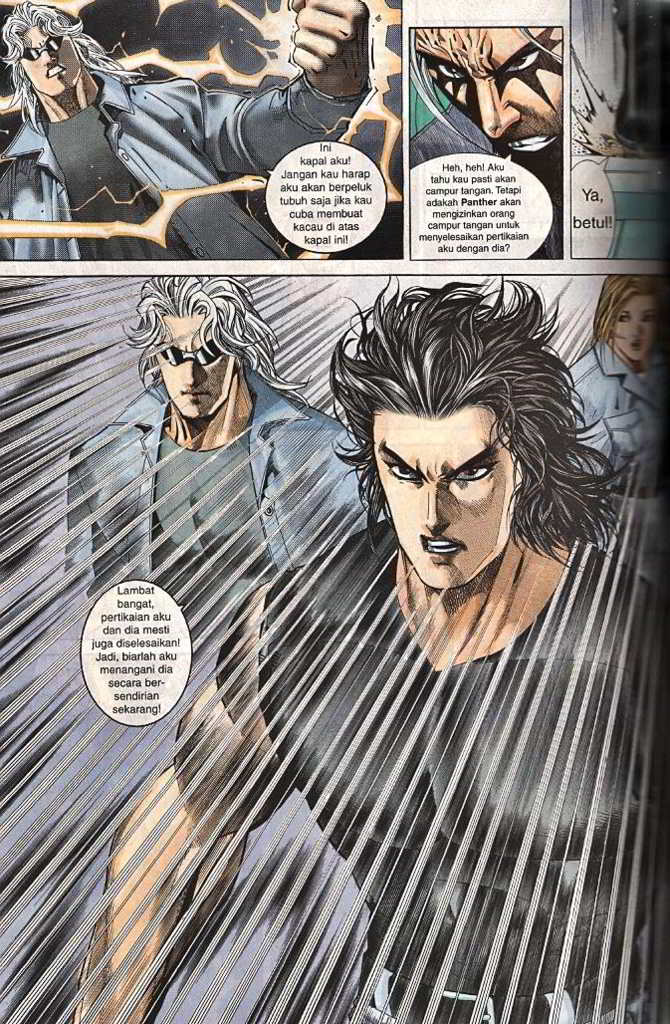 Ini
kapal aku!
Jangan kau harap
aku akan berpeluk
tubuh saja jika kau
cuba membuat
kacau di atas
kapal ini!
Heh, heh! Aku
tahu kau pasti akan
campur tangan. Tetapi
adakah Panther akan
mengizinkan orang
campur tangan untuk
menyelesaikan pertikaian
aku dengan dia?
Ya,
betul!
Lambat
bangat,
pertikaian aku
dan dia mesti
juga diselesaikan!
Jadi, biarlah aku
menangani dia
secara ber-
sendirian
sekarang!